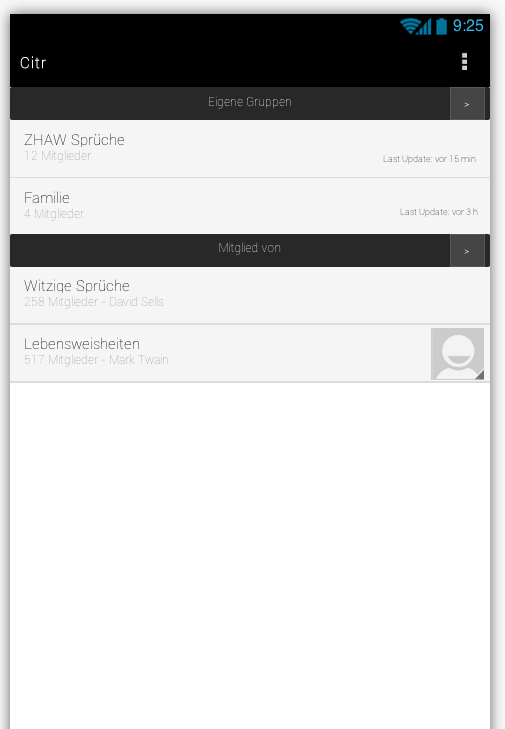 9:25
Citr
Eigene Gruppen >
ZHAW Sprüche
12 Mitglieder
Last Update: vor 15 min
Familie
4 Mitglieder
Last Update: vor 3 h
Mitglied von >
Witzige Sprüche
258 Mitglieder - David Sells
Lebensweisheiten
517 Mitglieder - Mark Twain